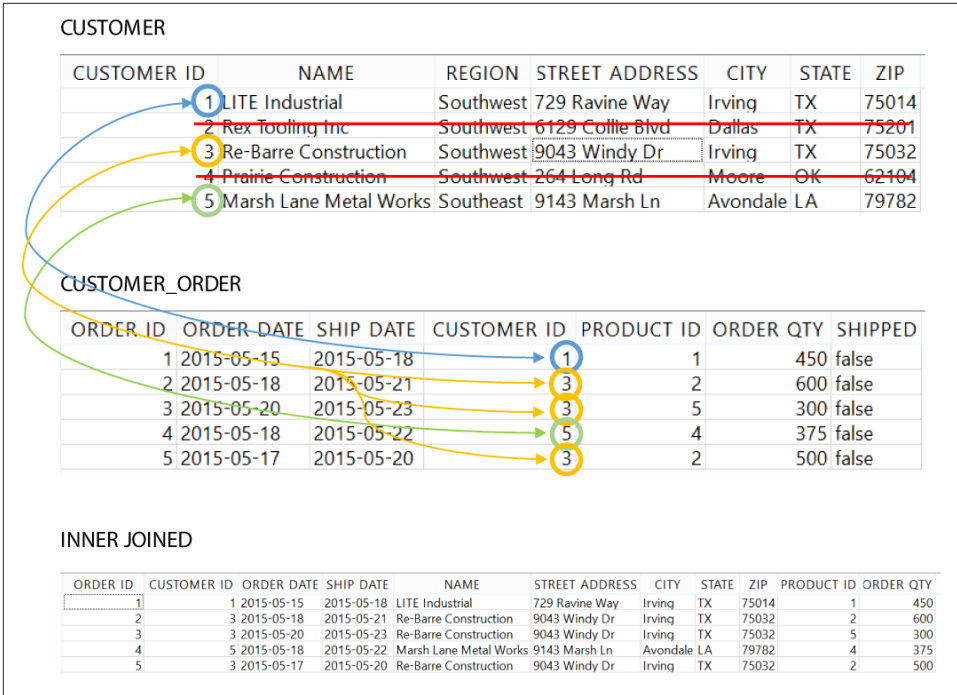 CUSTOMER
CUSTOMER ID NAME REGION STREET ADDRESS CITY STATE ZIP
1 LITE Industrial Southwest 729 Ravine Way Irving TX 75014
2 Rex Tooling Inc Southwest 6129 Collie Blvd Dallas TX 75201
3 Re-Barre Construction Southwest 9043 Windy Dr Irving TX 75032
4 Prairie Construction Southwest 264 Long Rd Moore OK 62104
5 Marsh Lane Metal Works Southeast 9143 Marsh Ln Avondale LA 79782
CUSTOMER_ORDER
ORDER ID ORDER DATE SHIP DATE CUSTOMER ID PRODUCT ID ORDER QTY SHIPPED
1 2015-05-15 2015-05-18 1 1 450 false
2 2015-05-18 2015-05-21 3 2 600 false
3 2015-05-20 2015-05-23 3 5 300 false
4 2015-05-18 2015-05-22 5 4 375 false
5 2015-05-17 2015-05-20 3 2 500 false
INNER JOINED
ORDER ID CUSTOMER ID ORDER DATE SHIP DATE NAME STREET ADDRESS CITY STATE ZIP PRODUCT ID ORDER QTY
1 1 2015-05-15 2015-05-18 LITE Industrial 729 Ravine Way Irving TX 75014 1 450
2 3 2015-05-18 2015-05-21 Re-Barre Construction 9043 Windy Dr Irving TX 75032 2 600
3 3 2015-05-20 2015-05-23 Re-Barre Construction 9043 Windy Dr Irving TX 75032 5 300
4 5 2015-05-18 2015-05-22 Marsh Lane Metal Works 9143 Marsh Ln Avondale LA 79782 4 375
5 3 2015-05-17 2015-05-20 Re-Barre Construction 9043 Windy Dr Irving TX 75032 2 500